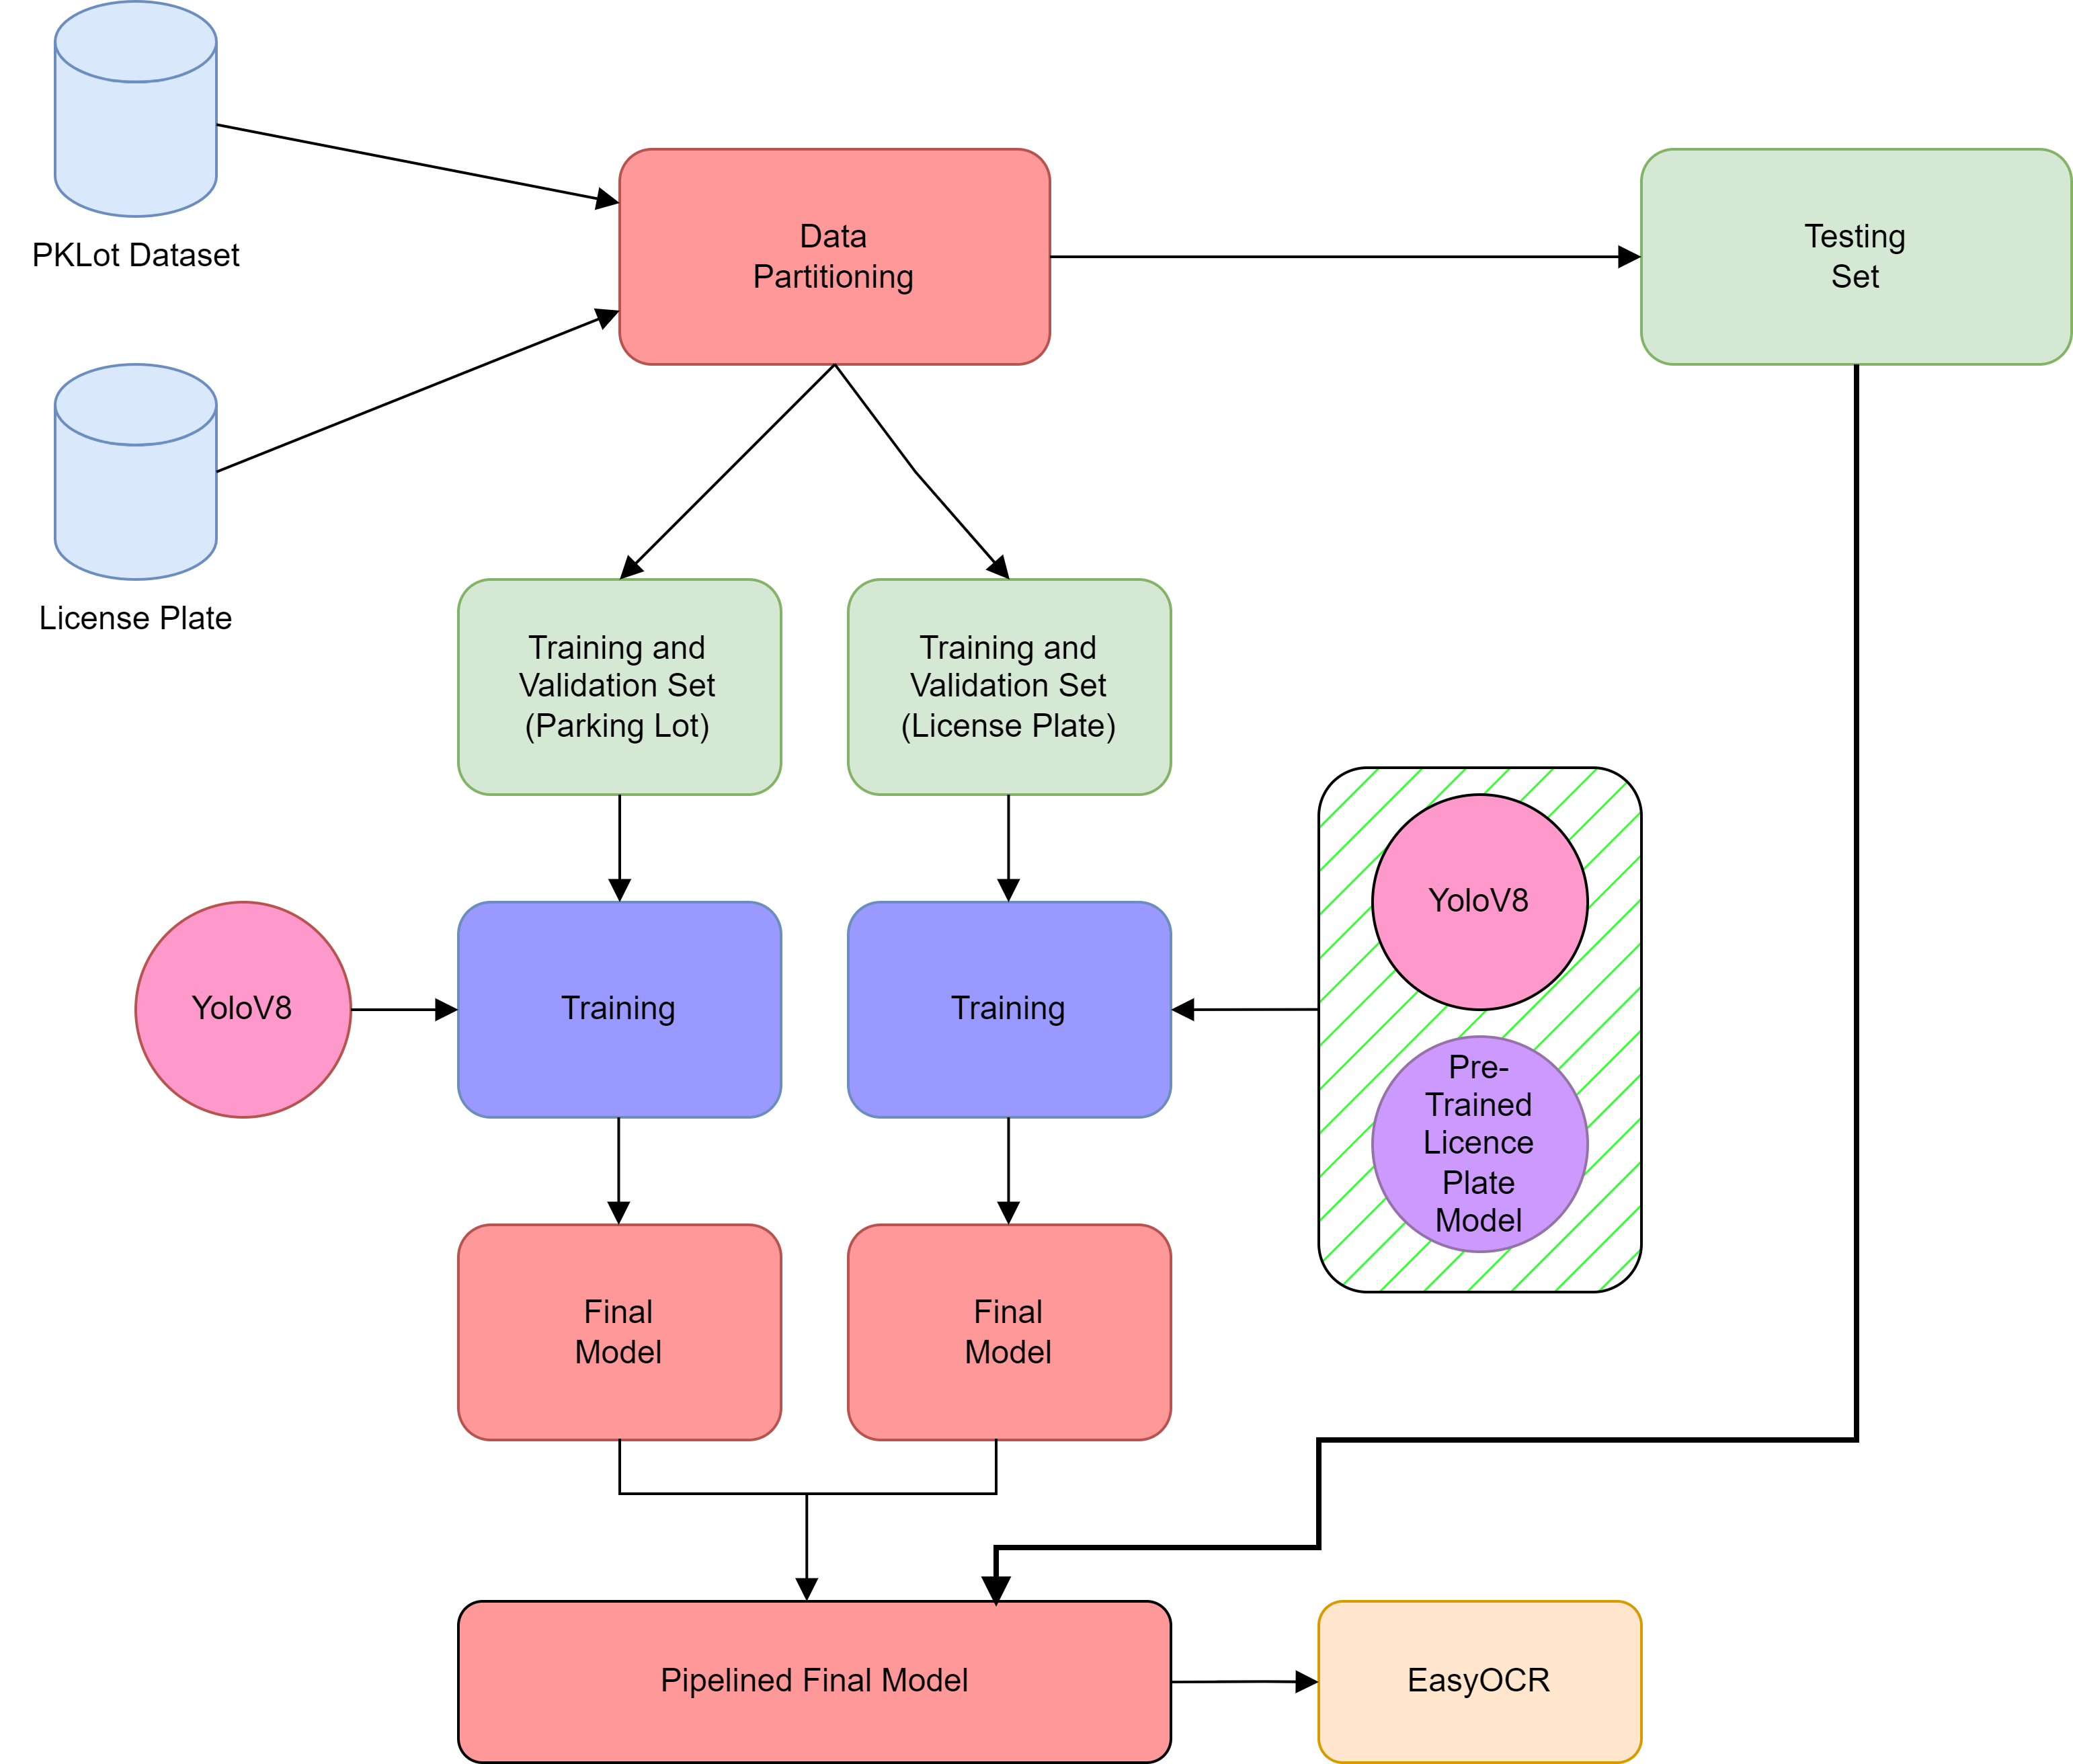 PKLot Dataset
Data
Partitioning
Testing
Set
License Plate
Training and
Validation Set
(Parking Lot)
Training and
Validation Set
(License Plate)
YoloV8
Training
Training
YoloV8
Pre-
Trained
Licence
Plate
Model
Final
Model
Final
Model
Pipelined Final Model
EasyOCR